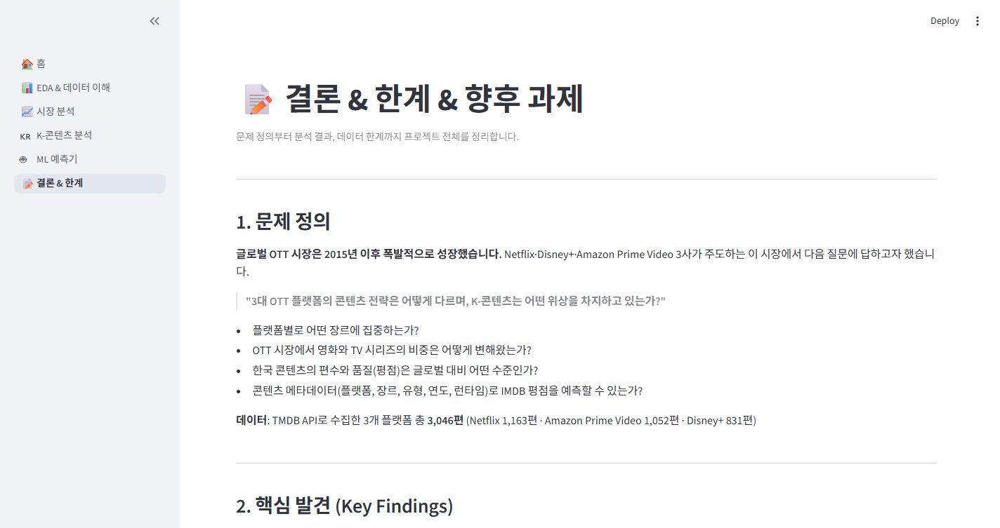 Deploy
홈
EDA & 데이터 이해
시장 분석
KR K-콘텐츠 분석
ML 예측기
결론 & 한계
결론 & 한계 & 향후 과제
문제 정의부터 분석 결과, 데이터 한계까지 프로젝트 전체를 정리합니다.
1. 문제 정의
글로벌 OTT 시장은 2015년 이후 폭발적으로 성장했습니다. Netflix·Disney+·Amazon Prime Video 3사가 주도하는 이 시장에서 다음 질문에 답하고자 했습니
다.
"3대 OTT 플랫폼의 콘텐츠 전략은 어떻게 다르며, K-콘텐츠는 어떤 위상을 차지하고 있는가?"
• 플랫폼별로 어떤 장르에 집중하는가?
• OTT 시장에서 영화와 TV 시리즈의 비중은 어떻게 변해왔는가?
• 한국 콘텐츠의 편수와 품질(평점)은 글로벌 대비 어떤 수준인가?
• 콘텐츠 메타데이터(플랫폼, 장르, 유형, 연도, 런타임)로 IMDB 평점을 예측할 수 있는가?
데이터: TMDB API로 수집한 3개 플랫폼 총 3,046편 (Netflix 1,163편 · Amazon Prime Video 1,052편 · Disney+ 831편)
2. 핵심 발견 (Key Findings)